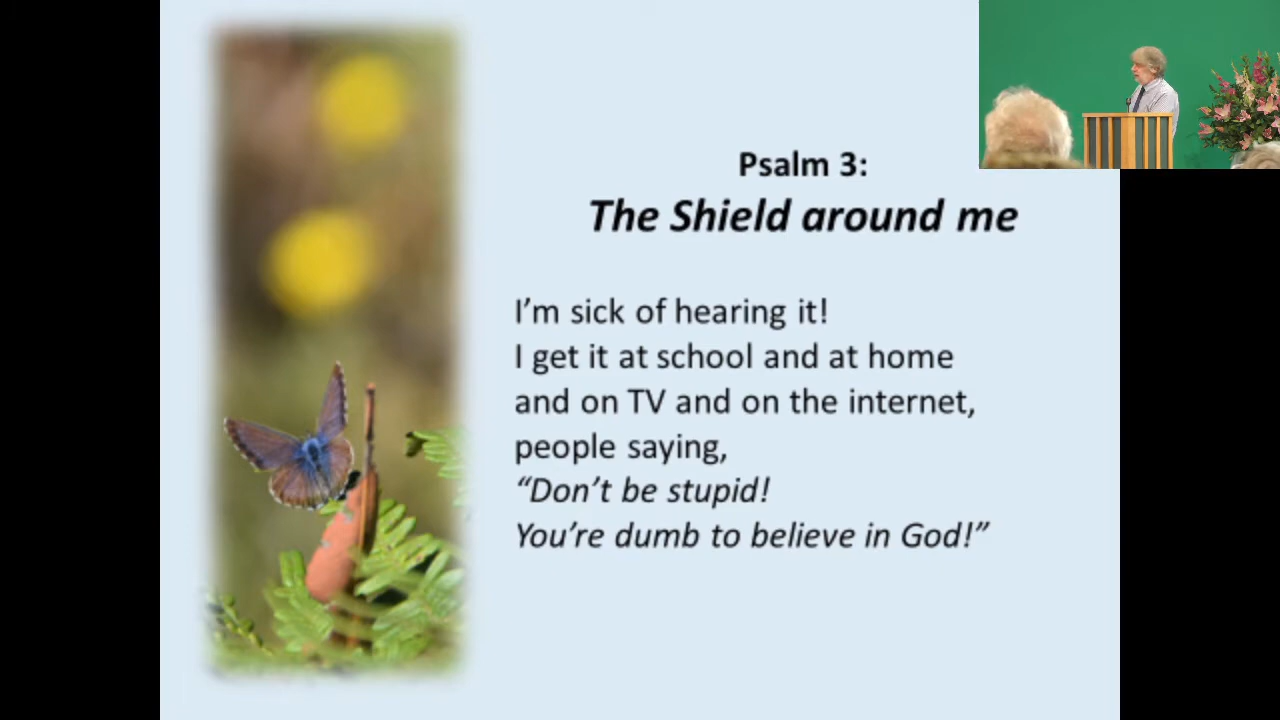 Psalm 3:
The Shield around me
I’m sick of hearing it!
I get it at school and at home
and on TV and on the internet,
people saying,
“Don’t be stupid!
You’re dumb to believe in God!”